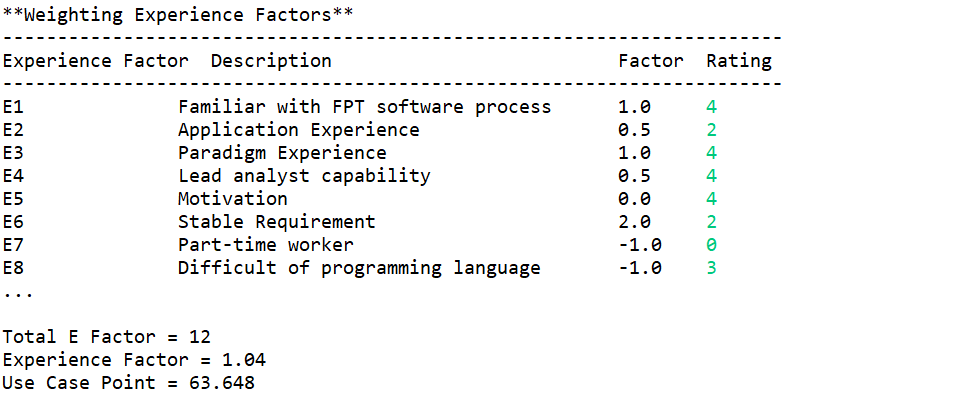 **Weighting Experience Factors**
-----------------------------------------------------------------------
Experience Factor  Description                          Factor  Rating
-----------------------------------------------------------------------
E1              Familiar with FPT software process      1.0     4
E2              Application Experience                  0.5     2
E3              Paradigm Experience                     1.0     4
E4              Lead analyst capability                 0.5     4
E5              Motivation                              0.0     4
E6              Stable Requirement                      2.0     2
E7              Part-time worker                        -1.0    0
E8              Difficult of programming language       -1.0    3
...
Total E Factor = 12
Experience Factor = 1.04
Use Case Point = 63.648